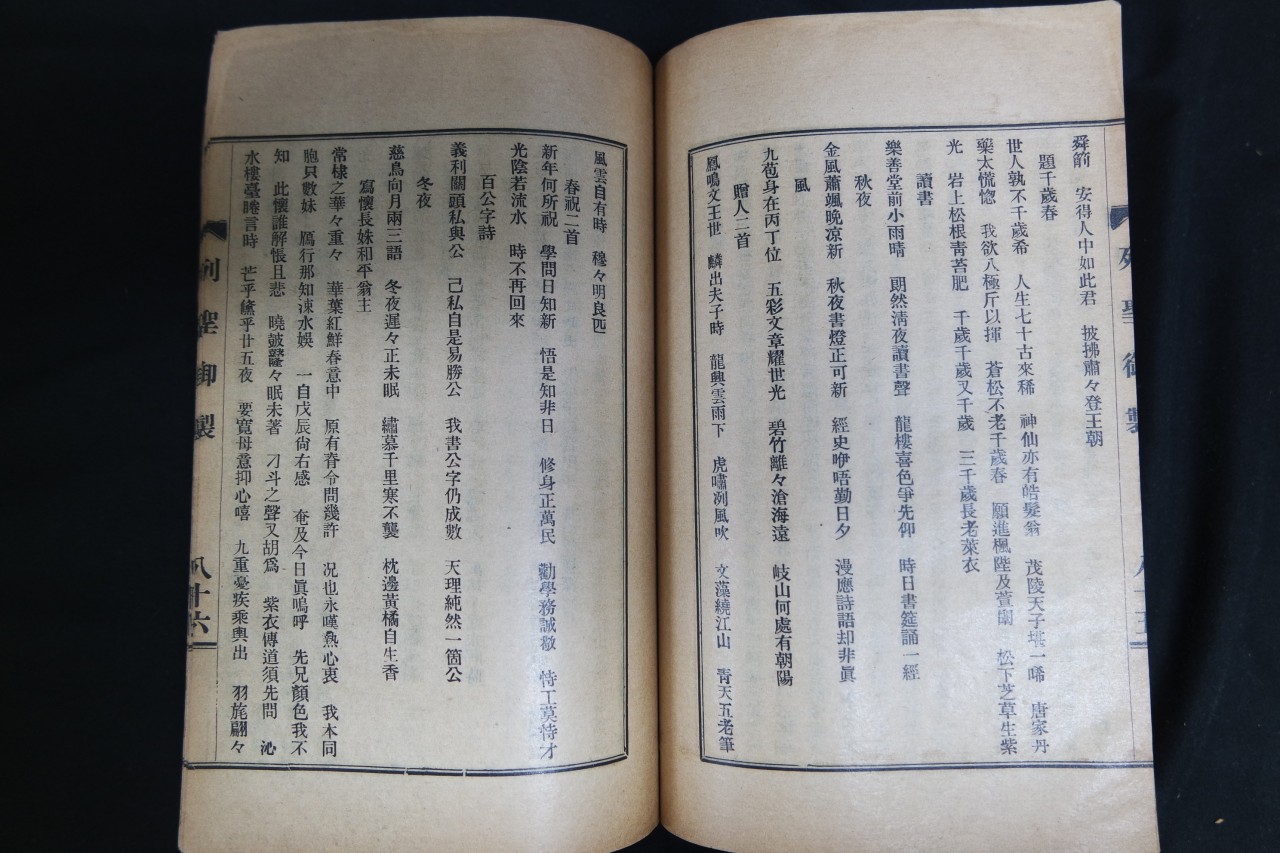 舜韶　安得人中如此君　披拂肅々登王朝
題千歲春
世人孰不千歲希　人生七十古來稀　神仙亦有皓髮翁　茂陵天子堪一唏　唐家丹
藥太慌惚　我欲八極斤以揮　蒼松不老千歲春　願進楓陛及萱闈　松下芝草生紫
光　岩上松根靑苔肥　千歲千歲又千歲　三千歲長老萊衣
讀書
樂善堂前小雨晴　朗然淸夜讀書聲　龍樓喜色爭先仰　時日書筵誦一經
秋夜
金風蕭颯晩凉新　秋夜書燈正可新　經史咿唔勤日夕　漫應詩語却非眞
鳳
九苞身在丙丁位　五彩文章耀世光　碧竹離々滄海遠　岐山何處有朝陽
贈人二首
鳳鳴文王世　麟出夫子時　龍興雲雨下　虎嘯冽風吹　文藻繞江山　靑天五老筆
列聖御製
風雲自有時　穆々明良匹
春祝二首
新年何所祝　學問日知新　悟是知非日　修身正萬民　勸學務誠敬　恃工莫恃才
光陰若流水　時不再回來
百公字詩
義利關頭私與公　己私自是易勝公　我書公字仍成數　天理純然一箇公
冬夜
慈烏向月兩三語　冬夜遲々正未眠　繡慕千里寒不襲　枕邊黃橘自生香
寫懷長妹和平翁主
常棣之華々重々　華葉紅鮮春意中　原有脊令問幾許　况也永嘆熱心衷　我木同
胞只數妹　鴈行那知涑水娛　一自戊辰尙右感　奄及今日眞嗚呼　先兄顏色我不
知　此懷誰解悵且悲　曉皷鼕々眠未著　刁斗之聲又胡爲　紫衣傳道須先問　沁
水樓臺睠言時　芒乎黛乎廿五夜　要寬母意抑心嘻　九重憂疾乘輿出　羽旄翩々
列聖御製　八十六